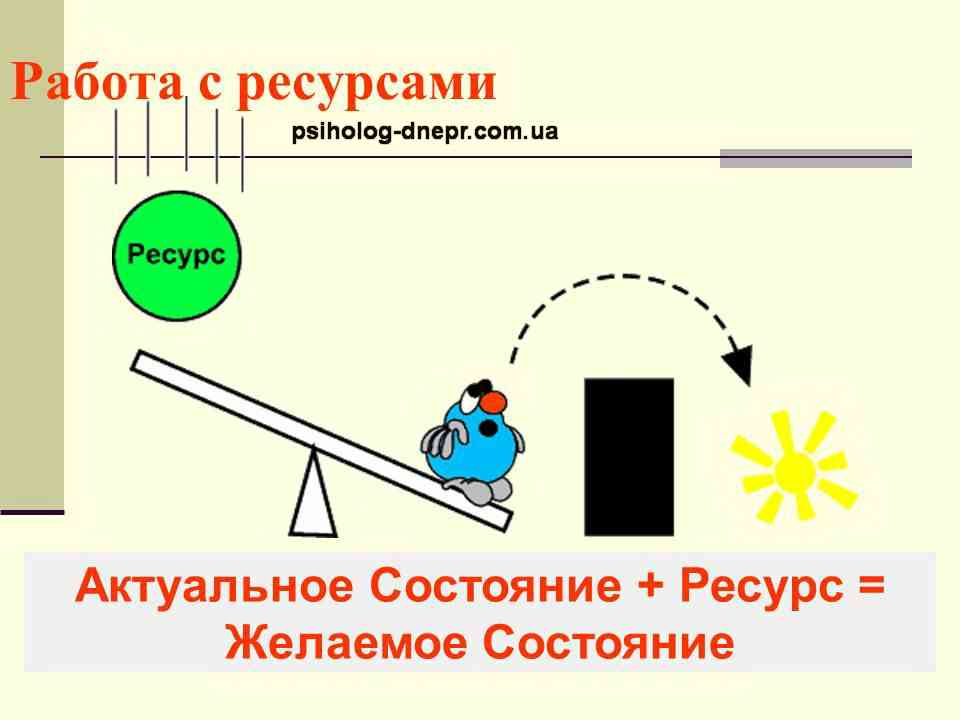 Работа с ресурсами
psiholog-dnepr.com.ua
Ресурс
Актуальное Состояние + Ресурс =
Желаемое Состояние